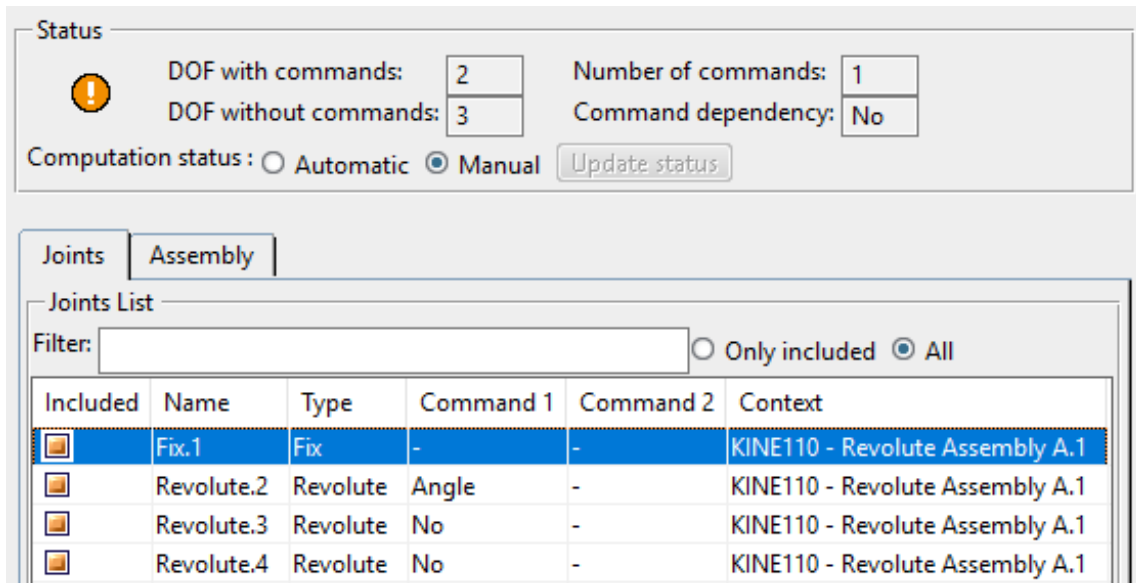 Status
DOF with commands: 2 Number of commands: 1
DOF without commands: 3 Command dependency: No
Computation status : Automatic Manual Update status
Joints Assembly
Joints List
Filter: Only included All
Included Name Type Command 1 Command 2 Context
Fix.1 Fix - - KINE110 - Revolute Assembly A.1
Revolute.2 Revolute Angle - KINE110 - Revolute Assembly A.1
Revolute.3 Revolute No - KINE110 - Revolute Assembly A.1
Revolute.4 Revolute No - KINE110 - Revolute Assembly A.1